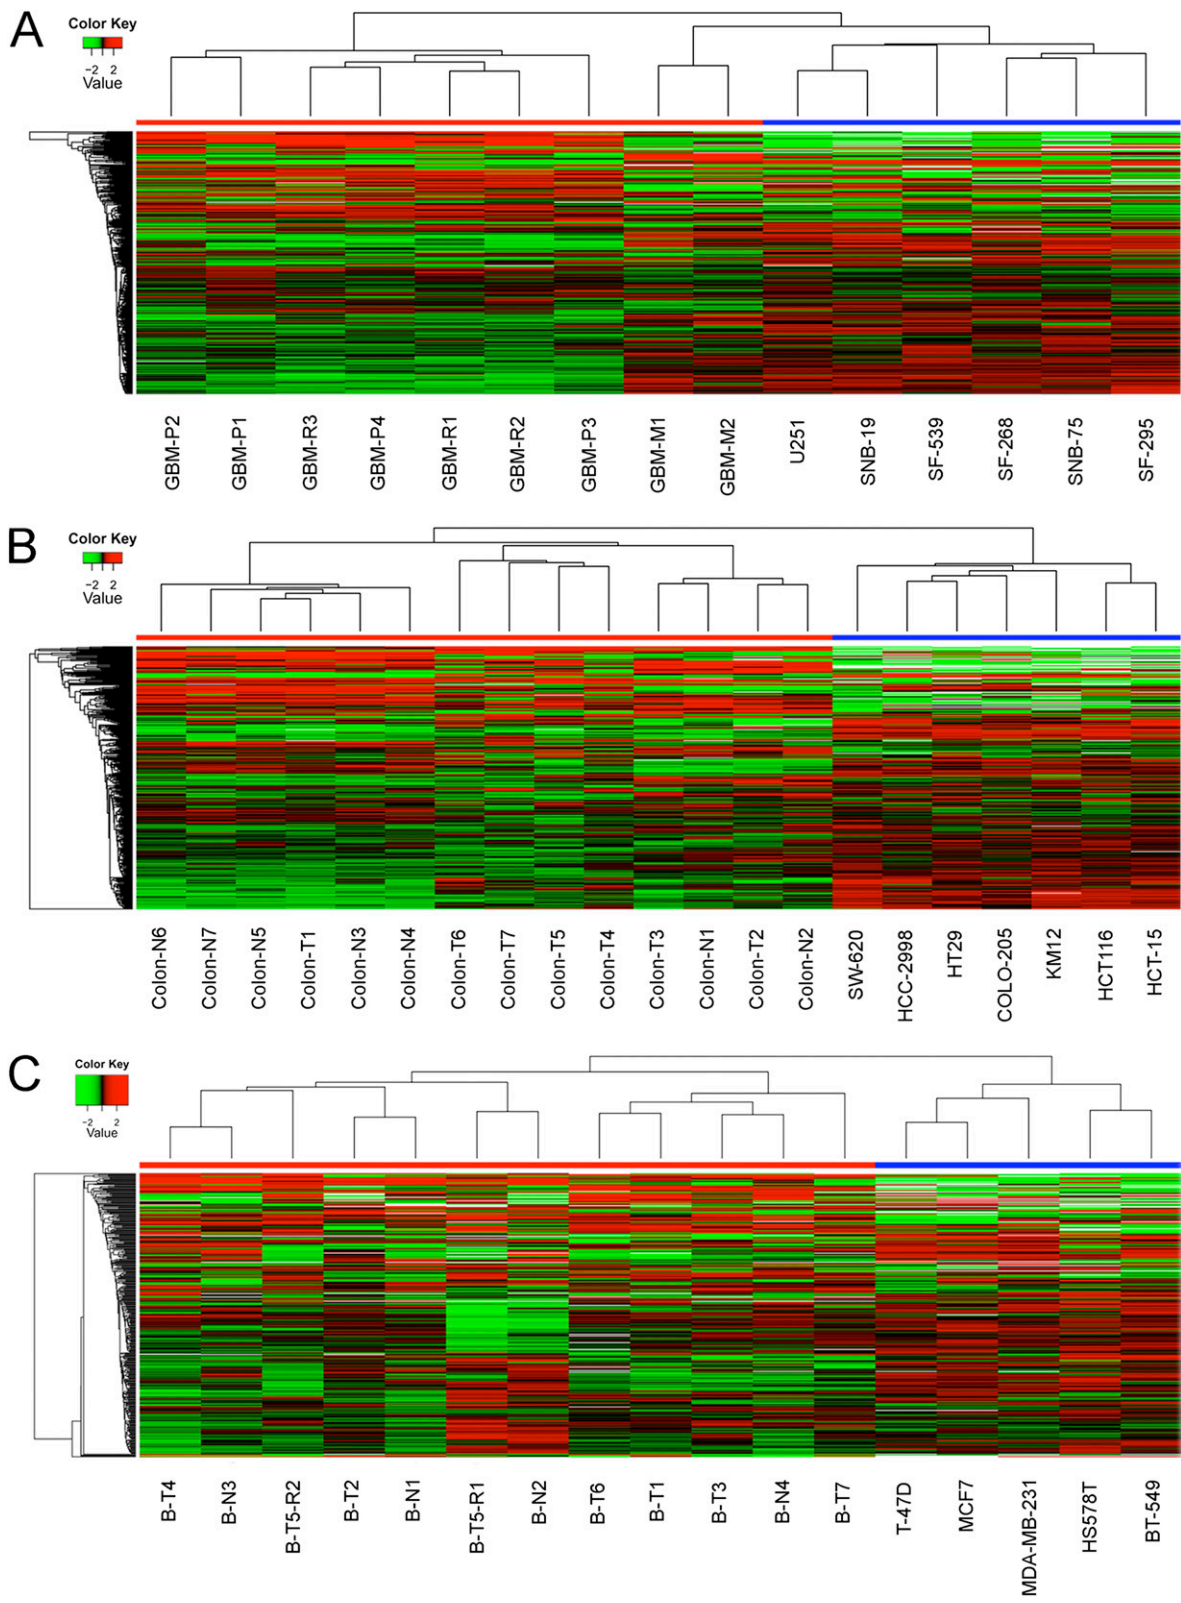 A
Color Key
−2 2
Value
GBM-P2
GBM-P1
GBM-R3
GBM-P4
GBM-R1
GBM-R2
GBM-P3
GBM-M1
GBM-M2
U251
SNB-19
SF-539
SF-268
SNB-75
SF-295
B
Color Key
−2 2
Value
Colon-N6
Colon-N7
Colon-N5
Colon-T1
Colon-N3
Colon-N4
Colon-T6
Colon-T7
Colon-T5
Colon-T4
Colon-T3
Colon-N1
Colon-T2
Colon-N2
SW-620
HCC-2998
HT29
COLO-205
KM12
HCT116
HCT-15
C
Color Key
−2 2
Value
B-T4
B-N3
B-T5-R2
B-T2
B-N1
B-T5-R1
B-N2
B-T6
B-T1
B-T3
B-N4
B-T7
T-47D
MCF7
MDA-MB-231
HS578T
BT-549